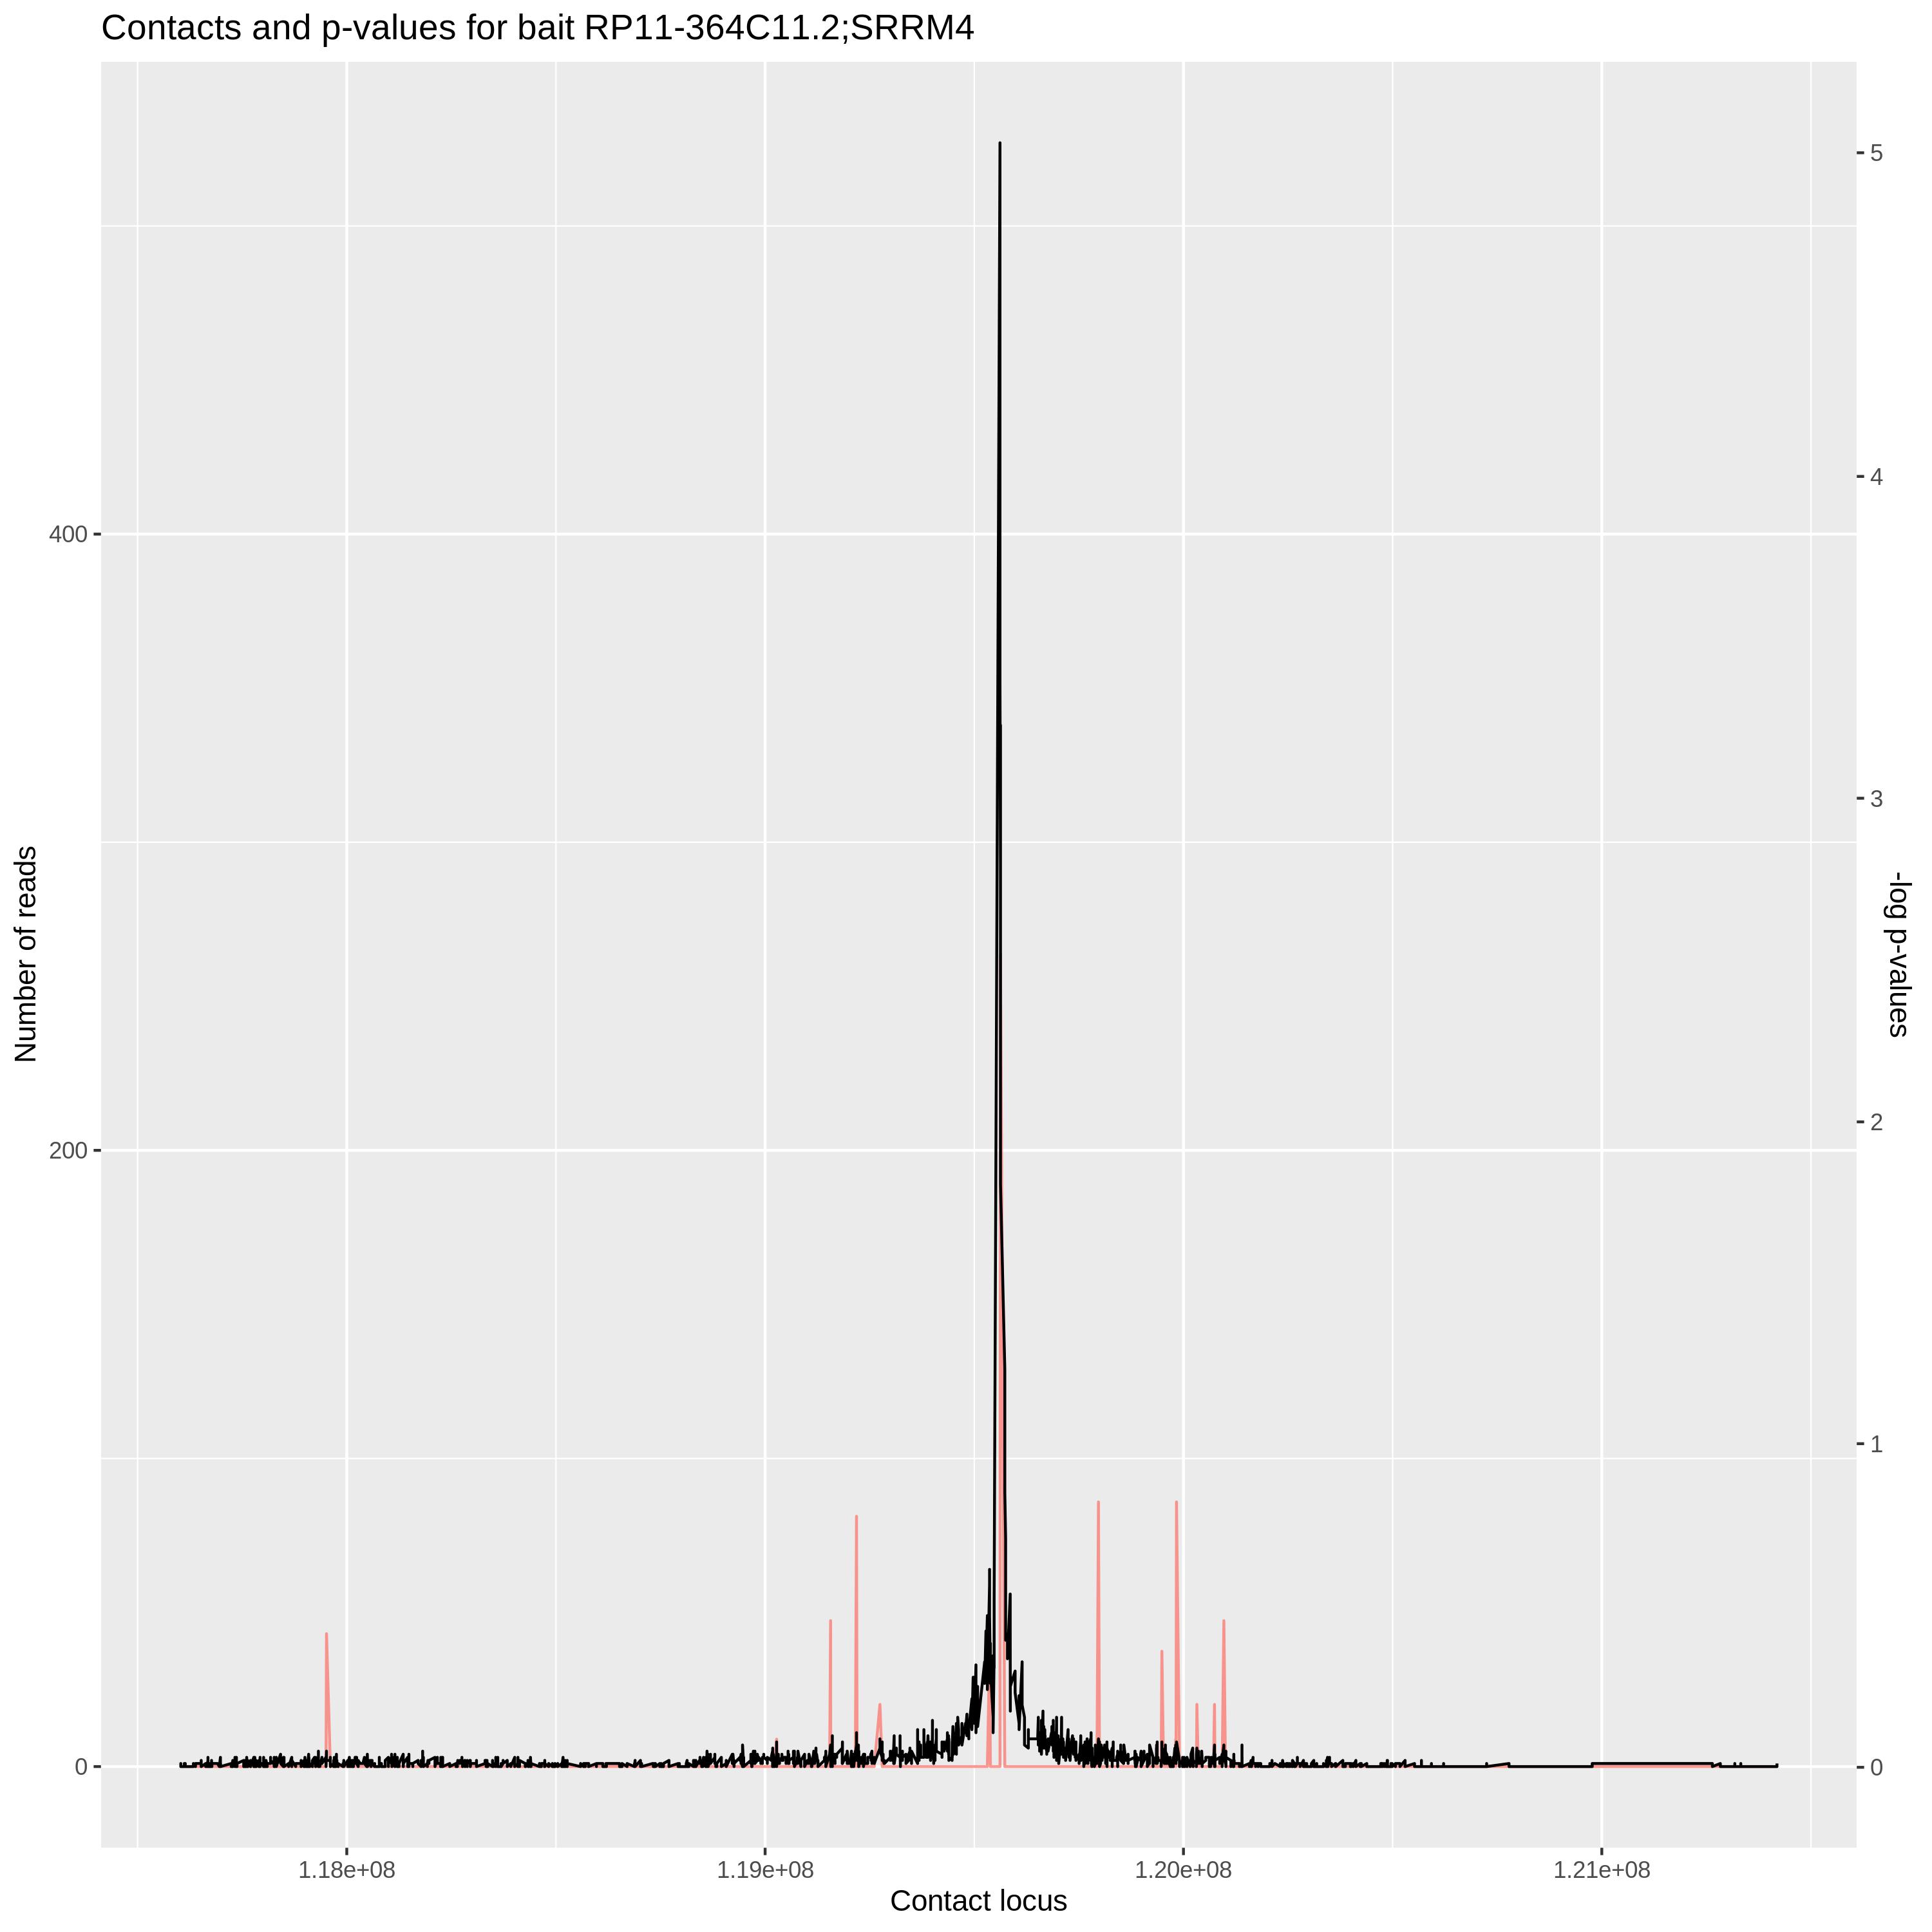 Contacts and p-values for bait RP11-364C11.2;SRRM4
Number of reads
400
200
0
5
4
3
2
1
0
-log p-values
1.18e+08
1.19e+08
1.20e+08
1.21e+08
Contact locus